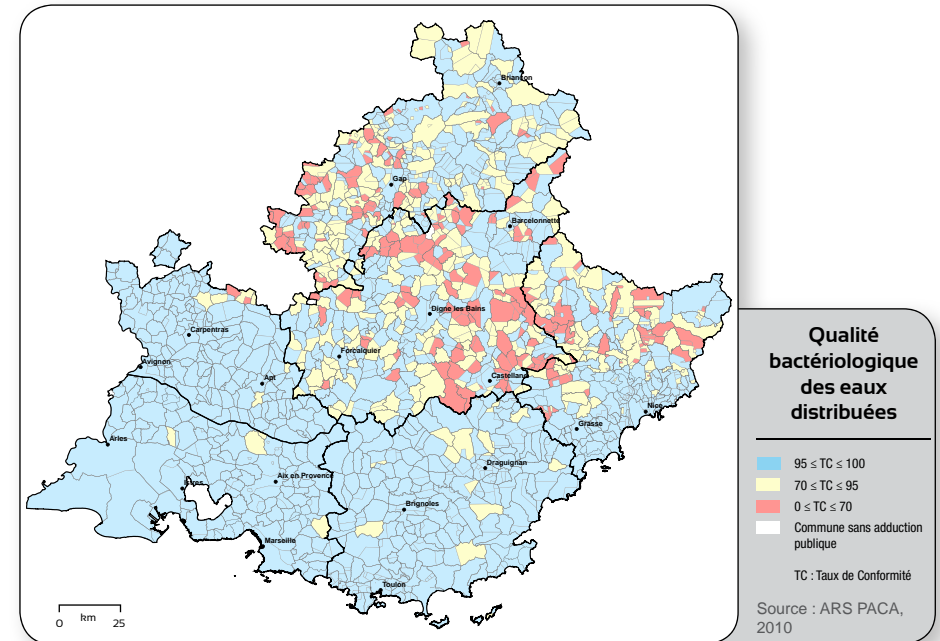 Briançon
Gap
Barcelonnette
Digne les Bains
Carpentras
Forcalquier
Avignon
Apt
Castellane
Nice
Grasse
Arles
Draguignan
Aix en Provence
Istres
Brignoles
Marseille
Toulon
0 km 25
Qualité
bactériologique
des eaux
distribuées
95 ≤ TC ≤ 100
70 ≤ TC ≤ 95
0 ≤ TC ≤ 70
Commune sans adduction
publique
TC : Taux de Conformité
Source : ARS PACA,
2010